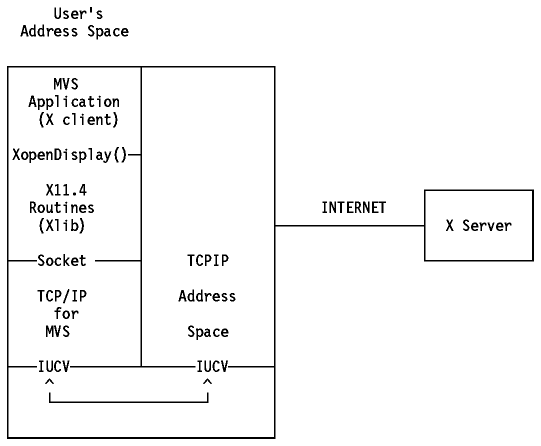 User's
Address Space
MVS
Application
(X client)
XopenDisplay()
X11.4
Routines
(Xlib)
Socket
TCP/IP
for
MVS
IUCV
TCPIP
Address
Space
IUCV
INTERNET
X Server